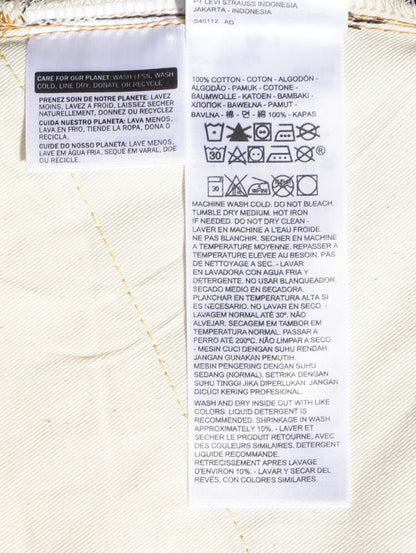 CARE FOR OUR PLANET: WASH LESS, WASH
COLD, LINE DRY, DONATE OR RECYCLE
PRENEZ SOIN DE NOTRE PLANETE: LAVEZ
MOINS, LAVEZ A FROID, LAISSEZ SECHER
NATURELLEMENT, DONNEZ OU RECYCLEZ
CUIDA NUESTRO PLANETA: LAVA MENOS,
LAVA EN FRIO, TIENDE LA ROPA, DONA O
RECICLA.
CUIDE DO NOSSO PLANETA: LAVE MENOS,
LAVE EM ÁGUA FRIA, SEQUE EM VARAL, DOE
OU RECICLE.
PT LEVI STRAUSS INDONESIA
JAKARTA - INDONESIA
S40112 AD
100% COTTON - COTON - ALGODÓN -
ALGODÃO - PAMUK - COTONE -
BAUMWOLLE - KATOEN - BAMBAKI -
ХЛОПОК - BAWEŁNA - PAMUT -
BAVLNA - 棉 - 면 - 綿 100% - KAPAS
30
30
MACHINE WASH COLD. DO NOT BLEACH.
TUMBLE DRY MEDIUM. HOT IRON
IF NEEDED. DO NOT DRY CLEAN -
LAVER EN MACHINE A L'EAU FROIDE.
NE PAS BLANCHIR. SECHER EN MACHINE
A TEMPERATURE MOYENNE. REPASSER A
TEMPERATURE ELEVEE AU BESOIN. PAS
DE NETTOYAGE A SEC. - LAVAR
EN LAVADORA CON AGUA FRIA Y
DETERGENTE. NO USAR BLANQUEADOR.
SECADO MEDIO EN SECADORA.
PLANCHAR EN TEMPERATURA ALTA SI
ES NECESARIO. NO LAVAR EN SECO. -
LAVAGEM NORMAL ATÉ 30º. NÃO
ALVEJAR. SECAGEM EM TAMBOR EM
TEMPERATURA NORMAL. PASSAR A
FERRO ATÉ 200ºC. NÃO LIMPAR A SECO.
- MESIN CUCI DENGAN SUHU RENDAH
JANGAN GUNAKAN PEMUTIH.
MESIN PENGERING DENGAN SUHU
SEDANG (NORMAL). SETRIKA DENGAN
SUHU TINGGI JIKA DIPERLUKAN. JANGAN
DICUCI KERING PROFESIONAL.
WASH AND DRY INSIDE OUT WITH LIKE
COLORS. LIQUID DETERGENT IS
RECOMMENDED. SHRINKAGE IN WASH
APPROXIMATELY 10%. - LAVER ET
SECHER LE PRODUIT RETOURNE, AVEC
DES COULEURS SIMILAIRES. DETERGENT
LIQUIDE RECOMMANDE.
RETRECISSEMENT APRES LAVAGE
D'ENVIRON 10%. - LAVAR Y SECAR DEL
REVÉS, CON COLORES SIMILARES.